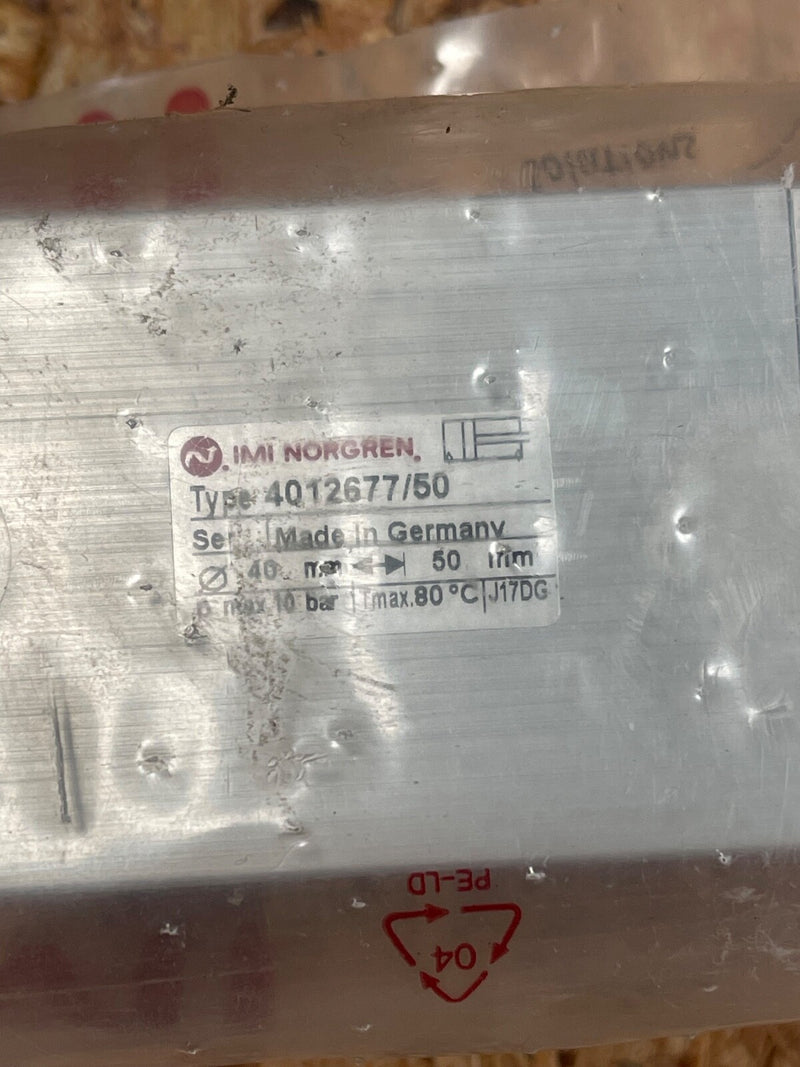 IMI NORGREN
Type 4012677/50
Ser Made in Germany
Ø 40 mm 50 mm
p max.10 bar Tmax.80 °C J17DG
PE-LD
04